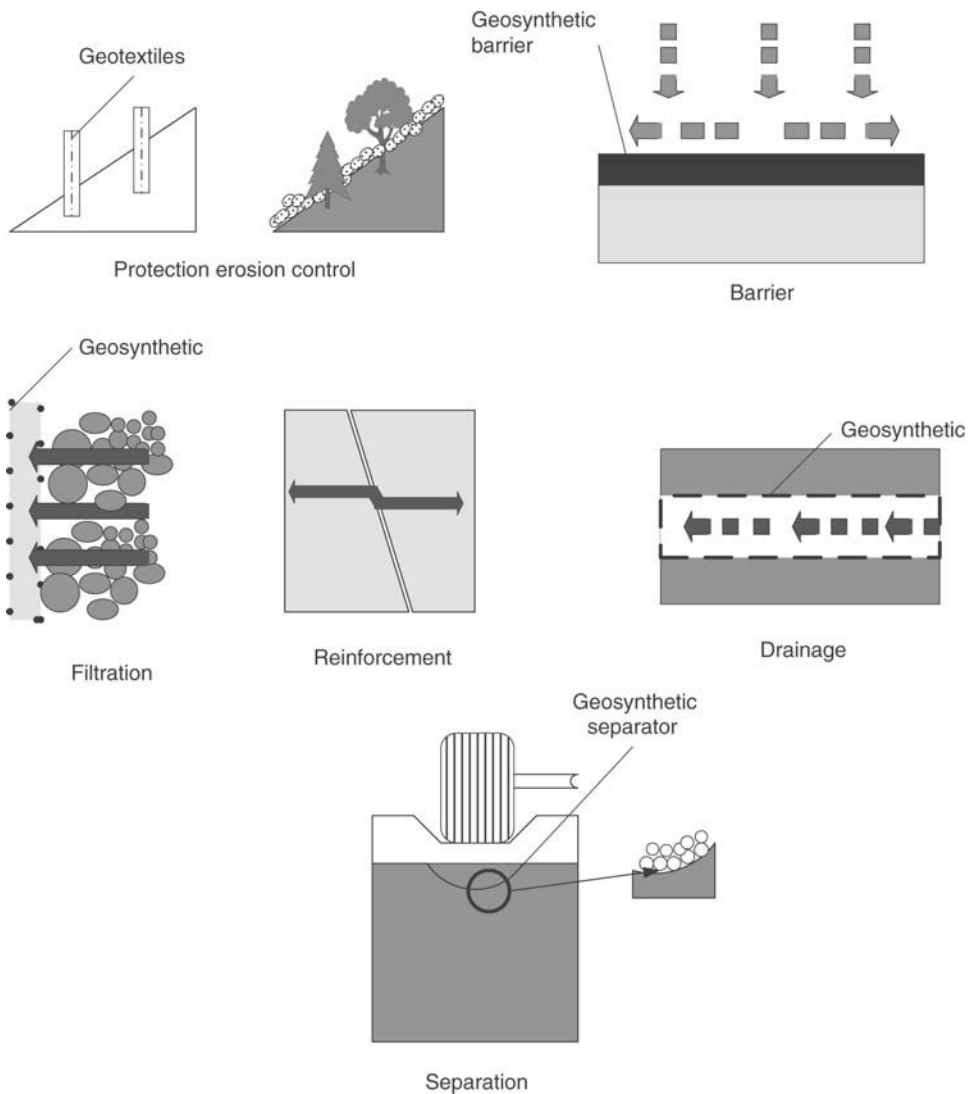 Geotextiles
Geosynthetic
barrier
Protection erosion control
Barrier
Geosynthetic
Geosynthetic
Filtration
Reinforcement
Drainage
Geosynthetic
separator
Separation